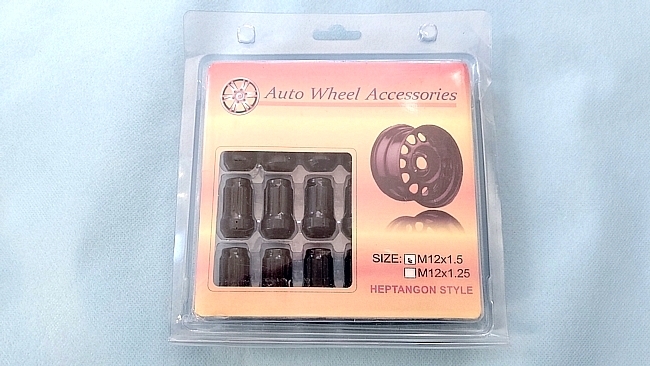 Auto Wheel Accessories
SIZE: M12x1.5
M12x1.25
HEPTANGON STYLE